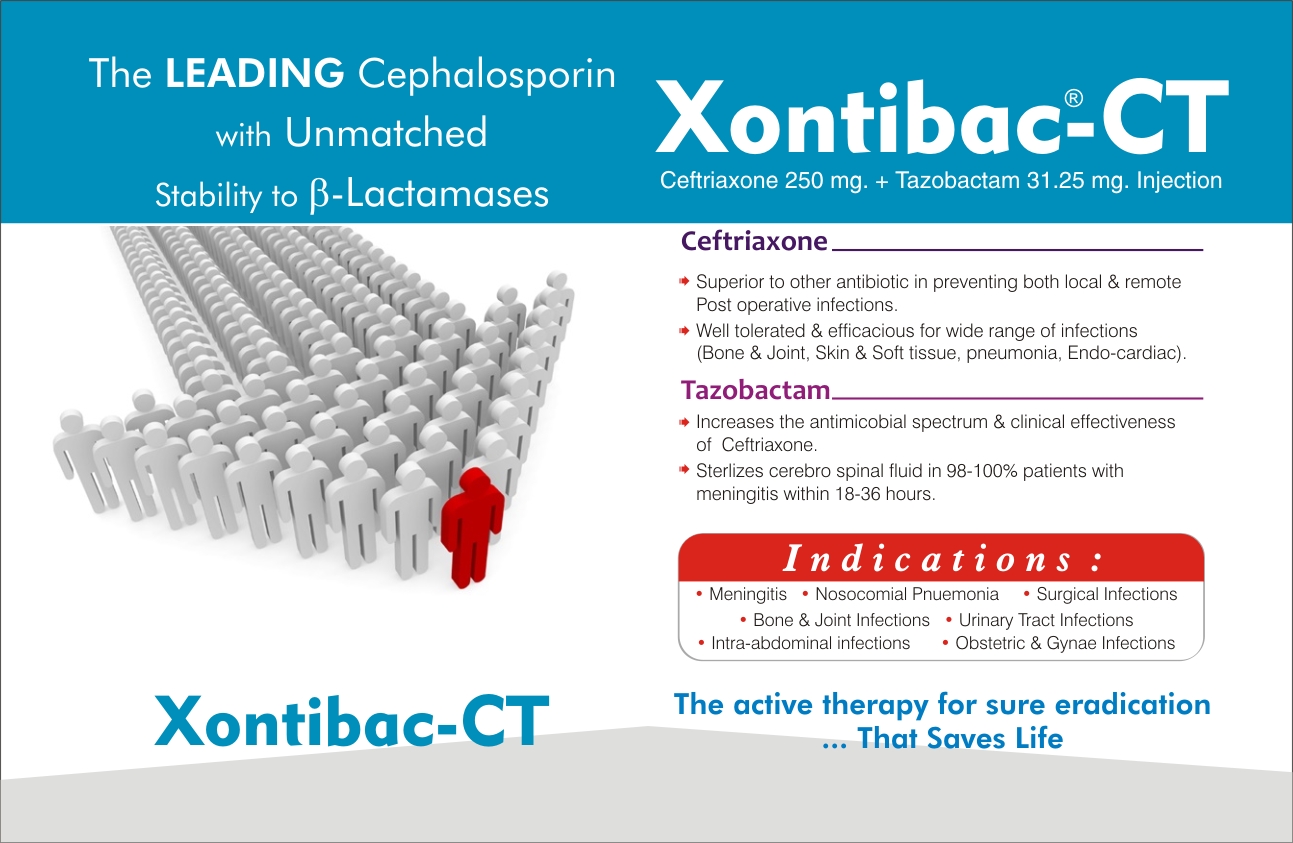 The LEADING Cephalosporin
with Unmatched
Stability to β-Lactamases
Xontibac®-CT
Ceftriaxone 250 mg. + Tazobactam 31.25 mg. Injection
Ceftriaxone
Superior to other antibiotic in preventing both local & remote
Post operative infections.
Well tolerated & efficacious for wide range of infections
(Bone & Joint, Skin & Soft tissue, pneumonia, Endo-cardiac).
Tazobactam
Increases the antimicobial spectrum & clinical effectiveness
of Ceftriaxone.
Sterlizes cerebro spinal fluid in 98-100% patients with
meningitis within 18-36 hours.
Indications :
• Meningitis • Nosocomial Pnuemonia • Surgical Infections
• Bone & Joint Infections • Urinary Tract Infections
• Intra-abdominal infections • Obstetric & Gynae Infections
Xontibac-CT
The active therapy for sure eradication
... That Saves Life